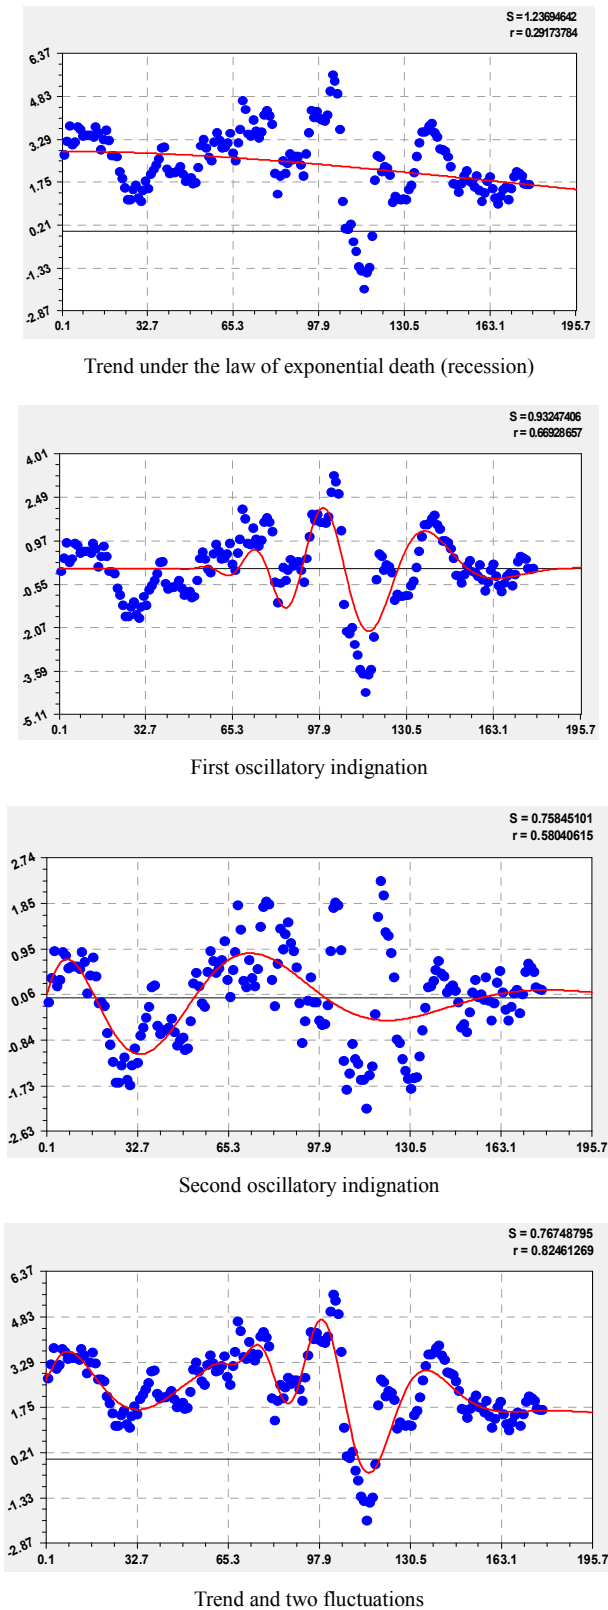 S = 1.23694642
r = 0.29173784
6.37
4.83
3.29
1.75
0.21
-1.33
-2.87
0.1 32.7 65.3 97.9 130.5 163.1 195.7
Trend under the law of exponential death (recession)
S = 0.93247406
r = 0.66928657
4.01
2.49
0.97
-0.55
-2.07
-3.59
-5.11
0.1 32.7 65.3 97.9 130.5 163.1 195.7
First oscillatory indignation
S = 0.75845101
r = 0.58040615
2.74
1.85
0.95
0.06
-0.84
-1.73
-2.63
0.1 32.7 65.3 97.9 130.5 163.1 195.7
Second oscillatory indignation
S = 0.76748795
r = 0.82461269
6.37
4.83
3.29
1.75
0.21
-1.33
-2.87
0.1 32.7 65.3 97.9 130.5 163.1 195.7
Trend and two fluctuations